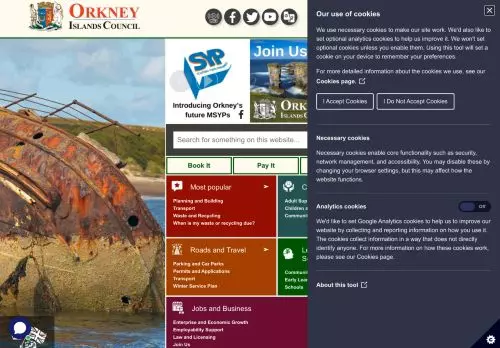 ORKNEY
ISLANDS COUNCIL
Introducing Orkney's
future MSYPs
Join Us
Search for something on this website...
Book It
Pay It
Most popular
Planning and Building
Transport
Waste and Recycling
When is my waste or recycling due?
Adult Sup
Children
Communit
Roads and Travel
Parking and Car Parks
Permits and Applications
Transport
Winter Service Plan
Communit
Early Lear
Schools
Jobs and Business
Enterprise and Economic Growth
Employability Support
Law and Licensing
Join Us
Our use of cookies
We use necessary cookies to make our site work. We'd also like to
set optional analytics cookies to help us improve it. We won't set
optional cookies unless you enable them. Using this tool will set a
cookie on your device to remember your preferences.
For more detailed information about the cookies we use, see our
Cookies page.
I Accept Cookies
I Do Not Accept Cookies
Necessary cookies
Necessary cookies enable core functionality such as security,
network management, and accessibility. You may disable these by
changing your browser settings, but this may affect how the
website functions.
Analytics cookies
Off
We'd like to set Google Analytics cookies to help us to improve our
website by collecting and reporting information on how you use it.
The cookies collect information in a way that does not directly
identify anyone. For more information on how these cookies work,
please see our Cookies page.
About this tool